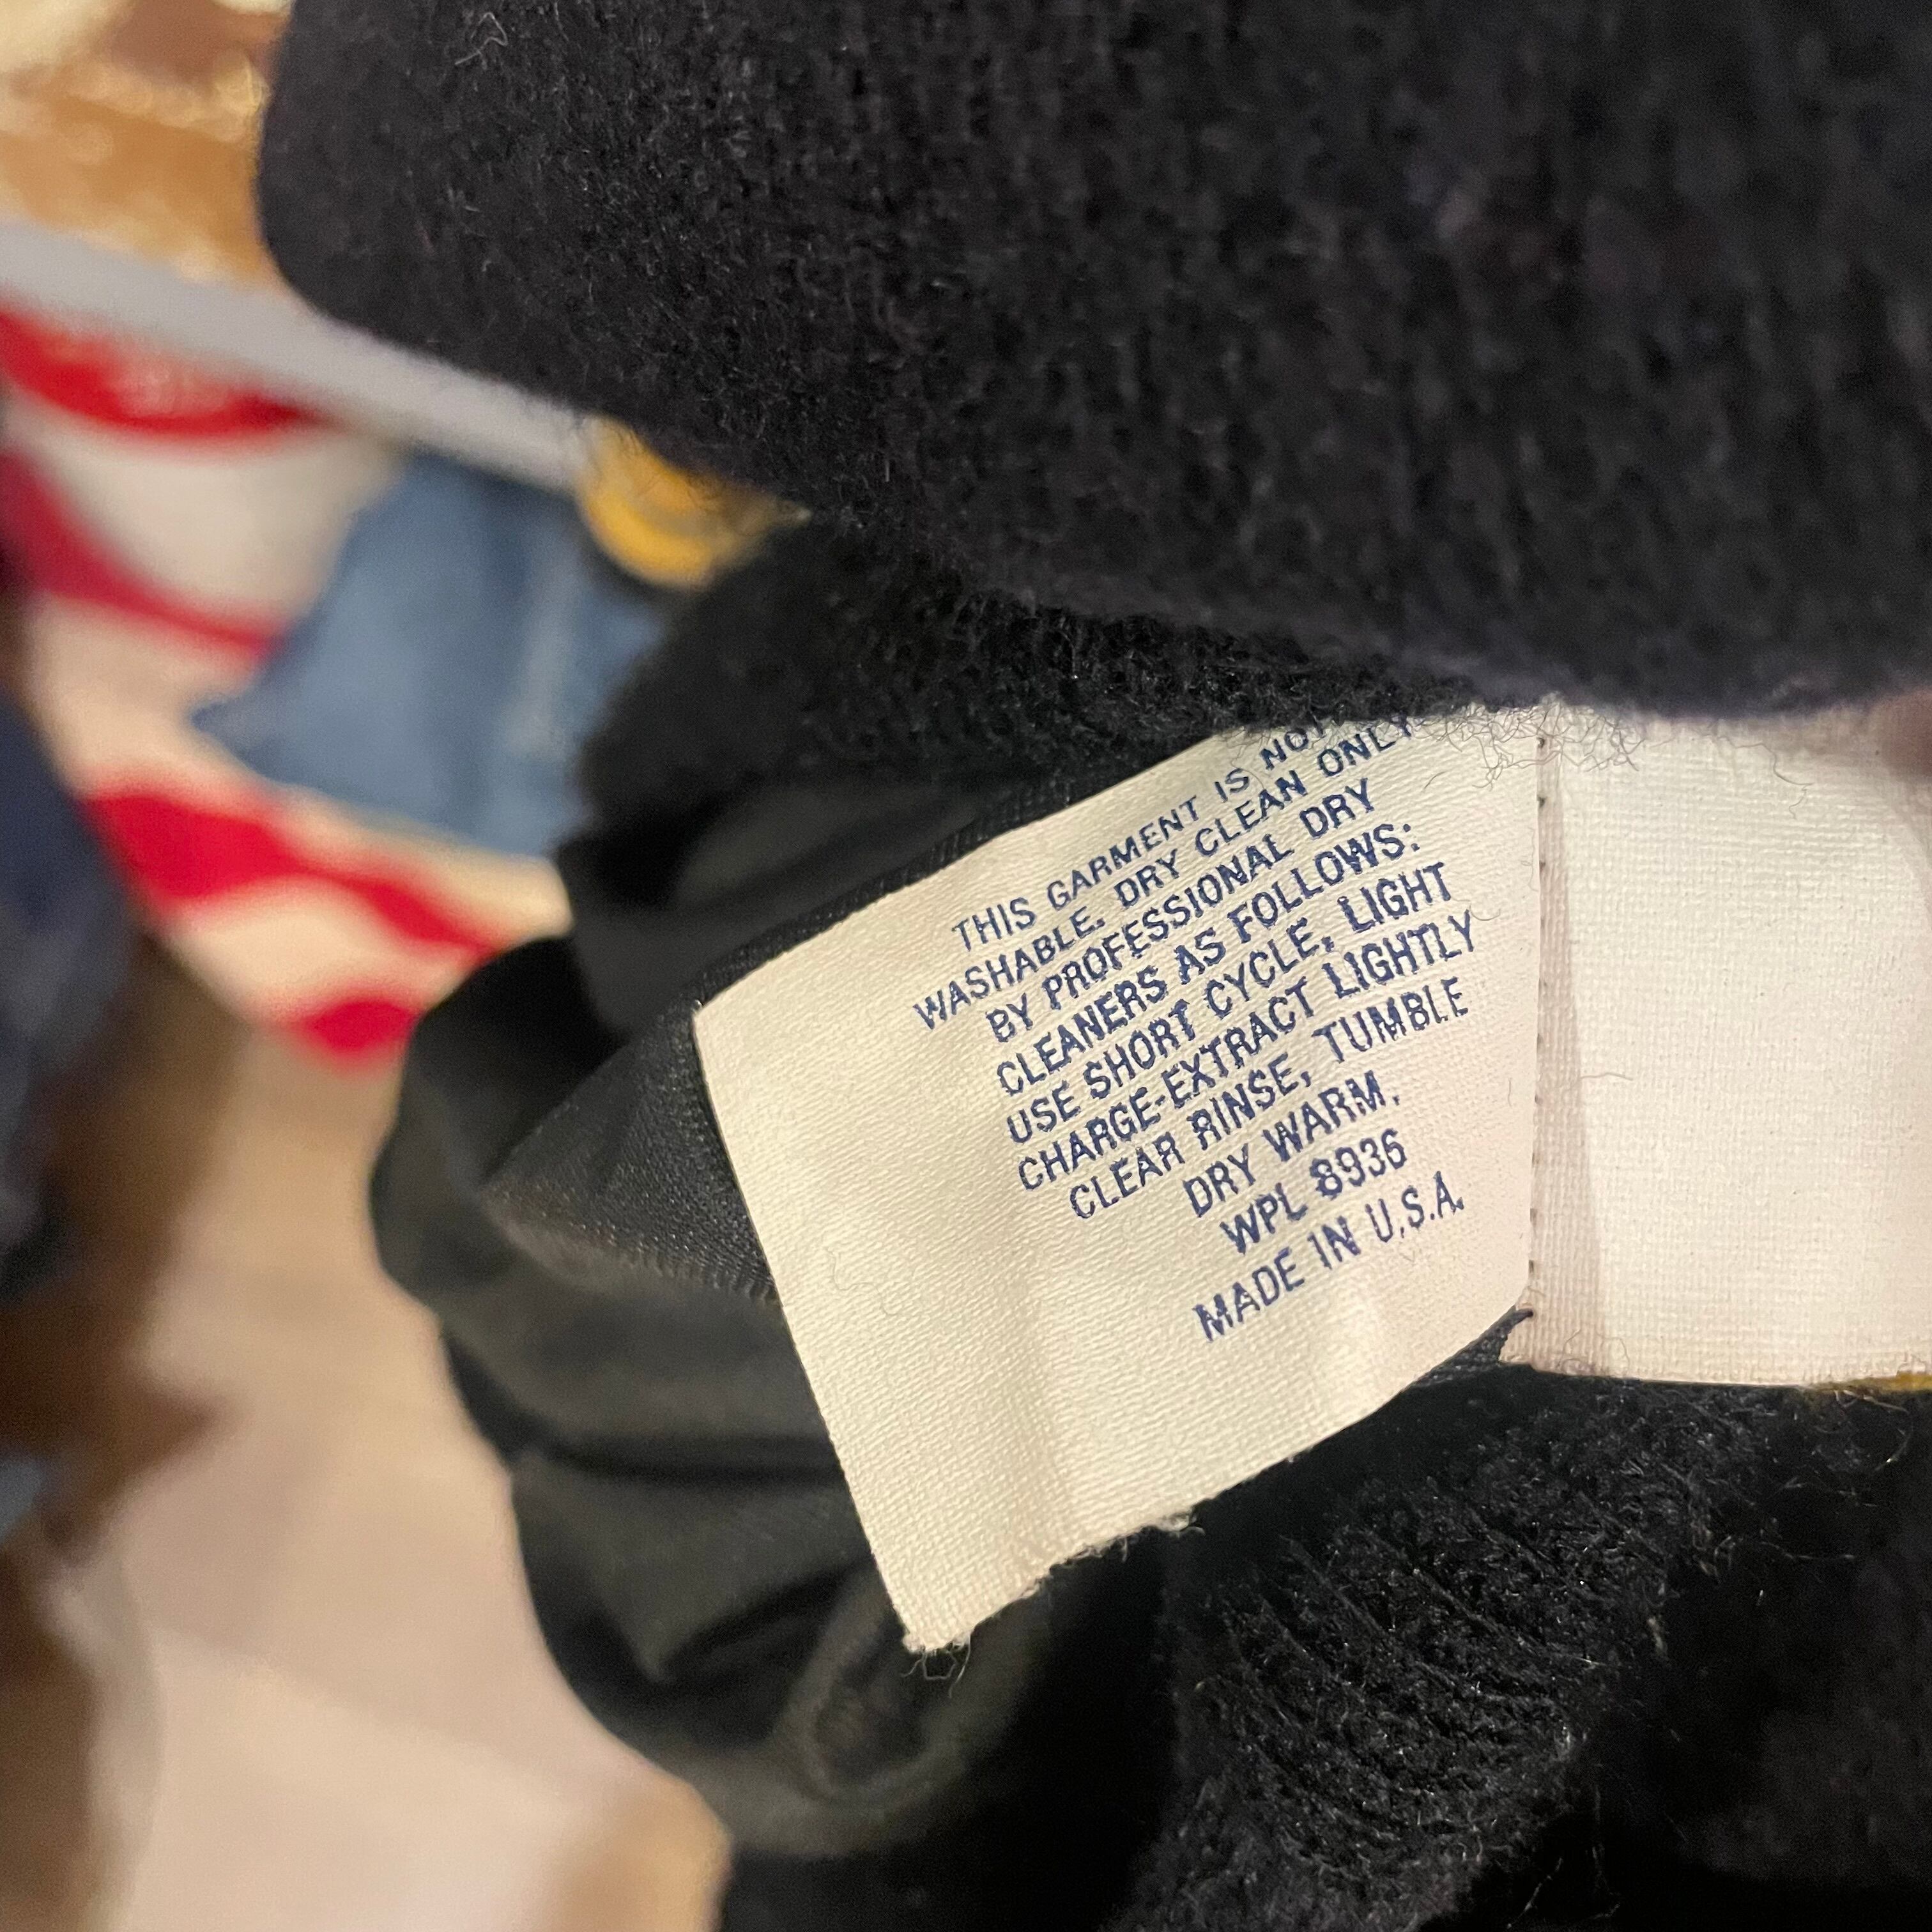 THIS GARMENT IS NOT
WASHABLE. DRY CLEAN ONLY
BY PROFESSIONAL DRY
CLEANERS AS FOLLOWS:
USE SHORT CYCLE, LIGHT
CHARGE-EXTRACT LIGHTLY
CLEAR RINSE, TUMBLE
DRY WARM.
WPL 8936
MADE IN U.S.A.